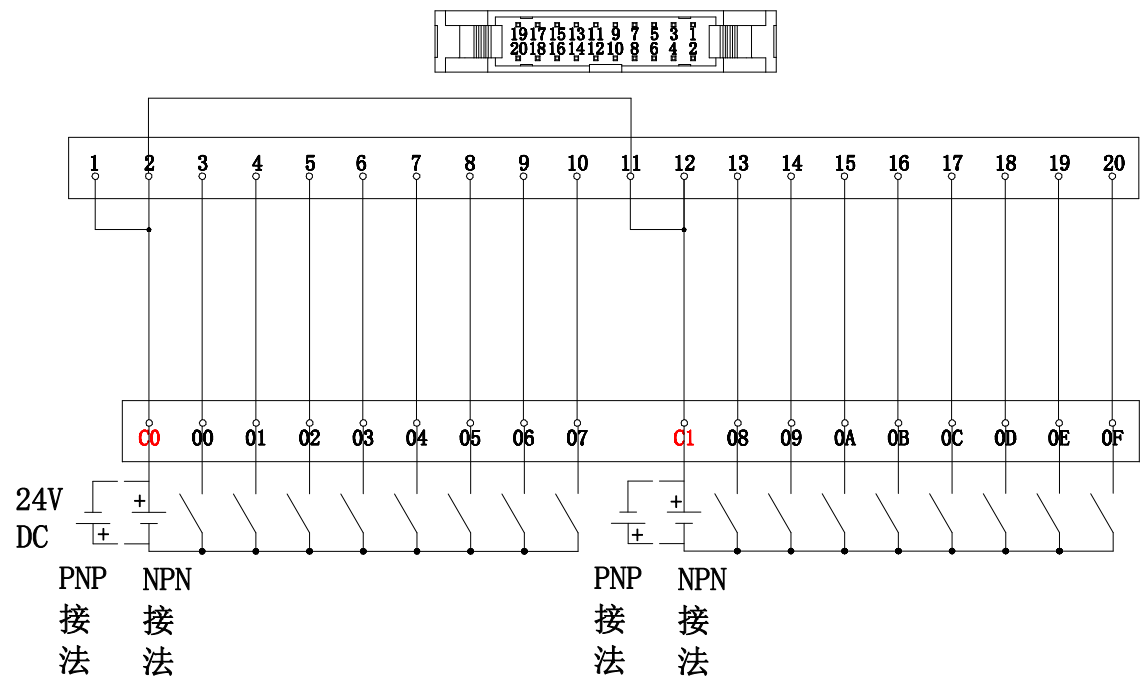 19 17 15 13 11 9 7 5 3 1
20 18 16 14 12 10 8 6 4 2
1 2 3 4 5 6 7 8 9 10 11 12 13 14 15 16 17 18 19 20
C0 00 01 02 03 04 05 06 07 C1 08 09 0A 0B 0C 0D 0E 0F
24V
DC
+ + + +
PNP NPN PNP NPN
接 接 接 接
法 法 法 法